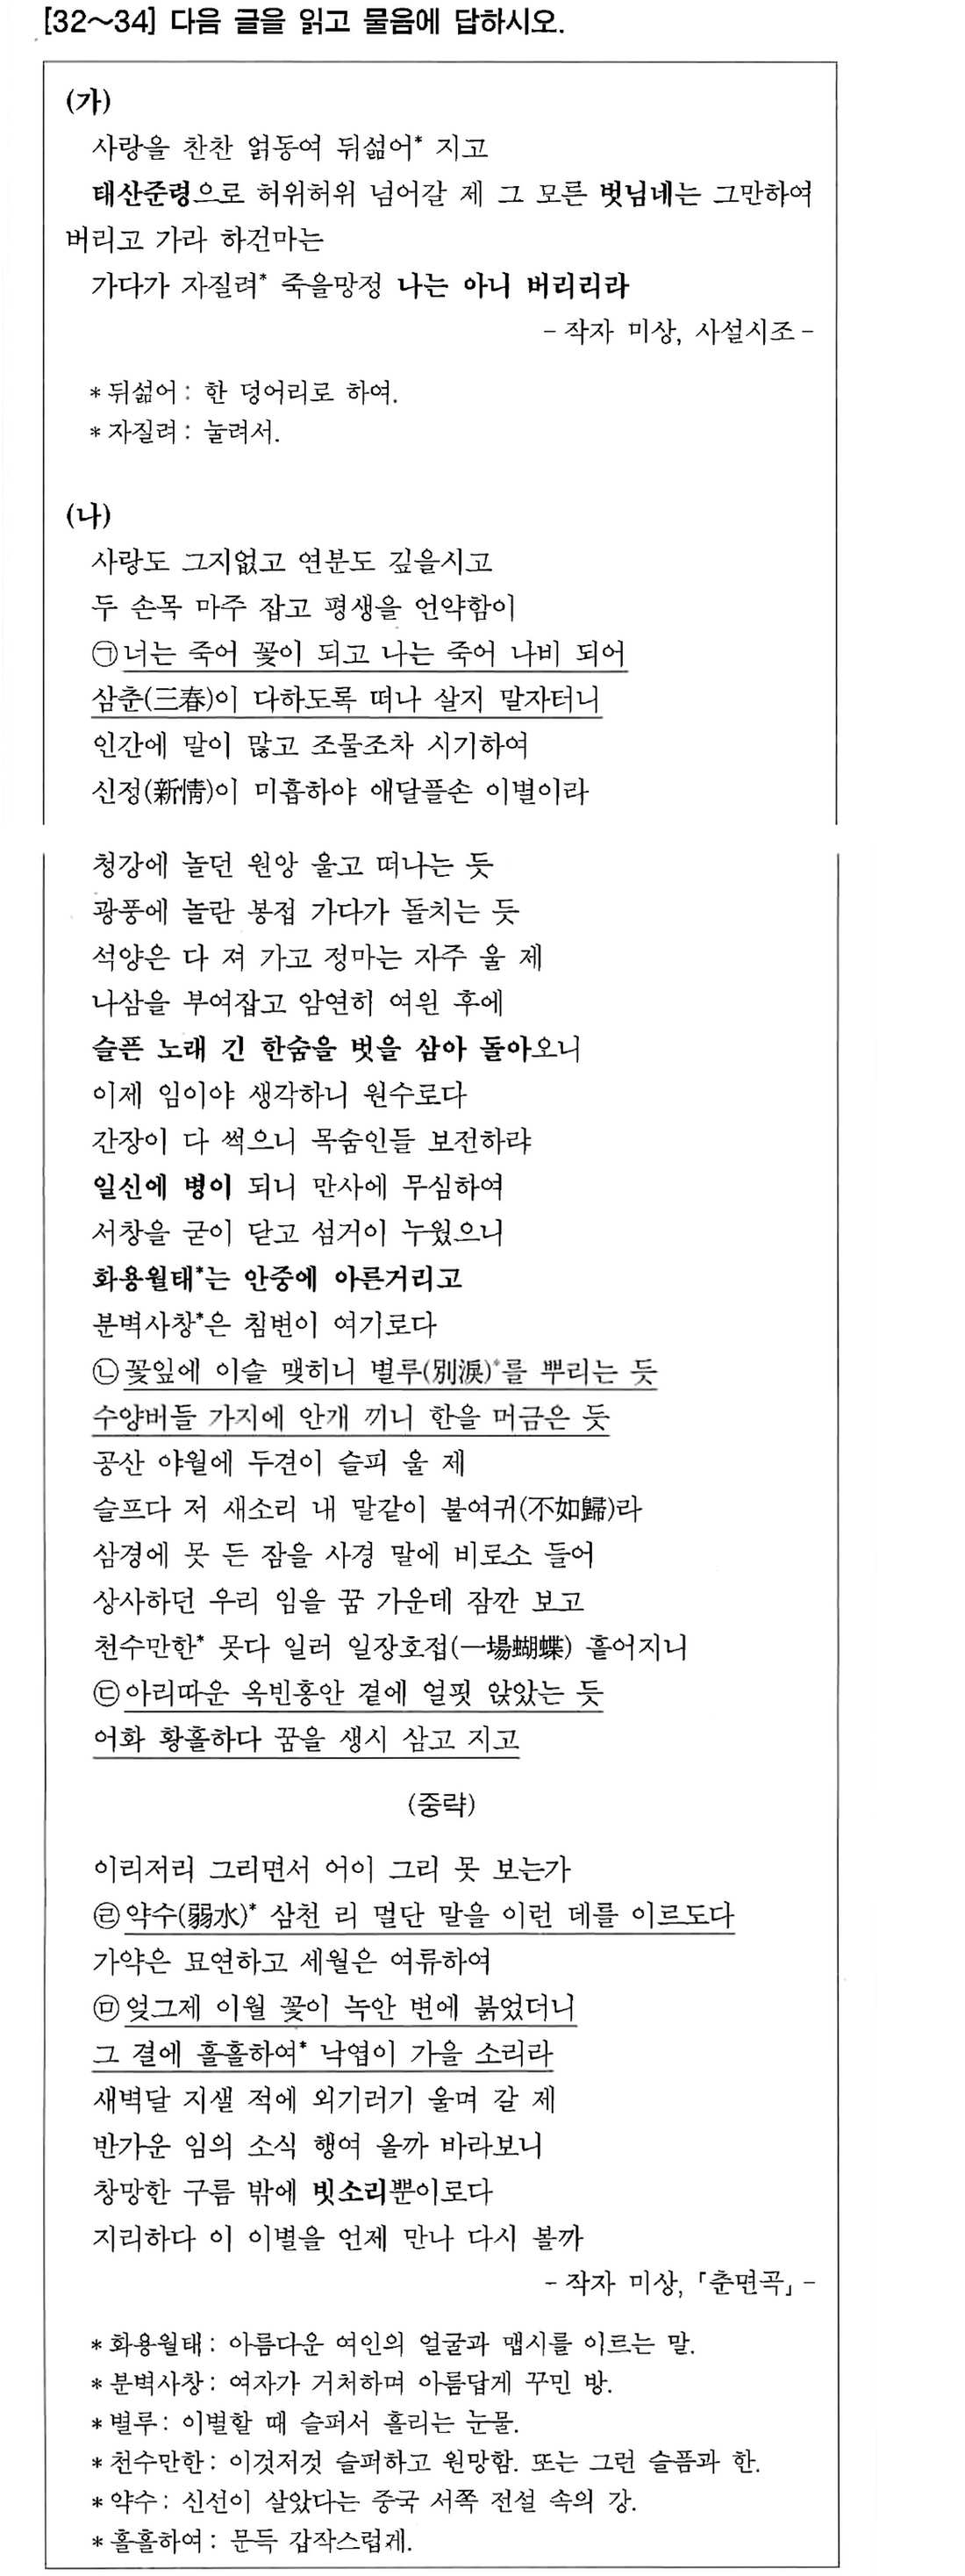 [32~34] 다음 글을 읽고 물음에 답하시오.
(가)
사랑을 찬찬 얽동여 뒤섦어* 지고
태산준령으로 허위허위 넘어갈 제 그 모른 벗님네는 그만하여
버리고 가라 하건마는
가다가 자질려* 죽을망정 나는 아니 버리리라
- 작자 미상, 사설시조 -
* 뒤섦어 : 한 덩어리로 하여.
* 자질려 : 눌려서.
(나)
사랑도 그지없고 연분도 깊을시고
두 손목 마주 잡고 평생을 언약함이
㉠너는 죽어 꽃이 되고 나는 죽어 나비 되어
삼춘(三春)이 다하도록 떠나 살지 말자터니
인간에 말이 많고 조물조차 시기하여
신정(新情)이 미흡하야 애달플손 이별이라
청강에 놀던 원앙 울고 떠나는 듯
광풍에 놀란 봉접 가다가 돌치는 듯
석양은 다 져 가고 정마는 자주 울 제
나삼을 부여잡고 암연히 여읜 후에
슬픈 노래 긴 한숨을 벗을 삼아 돌아오니
이제 임이야 생각하니 원수로다
간장이 다 썩으니 목숨인들 보전하랴
일신에 병이 되니 만사에 무심하여
서창을 굳이 닫고 섬거이 누웠으니
화용월태*는 안중에 아른거리고
분벽사창*은 침변이 여기로다
㉡꽃잎에 이슬 맺히니 별루(別淚)*를 뿌리는 듯
수양버들 가지에 안개 끼니 한을 머금은 듯
공산 야월에 두견이 슬피 울 제
슬프다 저 새소리 내 말같이 불여귀(不如歸)라
삼경에 못 든 잠을 사경 말에 비로소 들어
상사하던 우리 임을 꿈 가운데 잠깐 보고
천수만한* 못다 일러 일장호접(一場蝴蝶) 흩어지니
㉢아리따운 옥빈홍안 곁에 얼핏 앉았는 듯
어화 황홀하다 꿈을 생시 삼고 지고
(중략)
이리저리 그리면서 어이 그리 못 보는가
㉣약수(弱水)* 삼천 리 멀단 말을 이런 데를 이르도다
가약은 묘연하고 세월은 여류하여
㉤엊그제 이월 꽃이 녹안 변에 붉었더니
그 결에 훌훌하여* 낙엽이 가을 소리라
새벽달 지샐 적에 외기러기 울며 갈 제
반가운 임의 소식 행여 올까 바라보니
창망한 구름 밖에 빗소리뿐이로다
지리하다 이 이별을 언제 만나 다시 볼까
- 작자 미상, 「춘면곡」 -
* 화용월태 : 아름다운 여인의 얼굴과 맵시를 이르는 말.
* 분벽사창 : 여자가 거처하며 아름답게 꾸민 방.
* 별루 : 이별할 때 슬퍼서 흘리는 눈물.
* 천수만한 : 이것저것 슬퍼하고 원망함. 또는 그런 슬픔과 한.
* 약수 : 신선이 살았다는 중국 서쪽 전설 속의 강.
* 훌훌하여 : 문득 갑작스럽게.